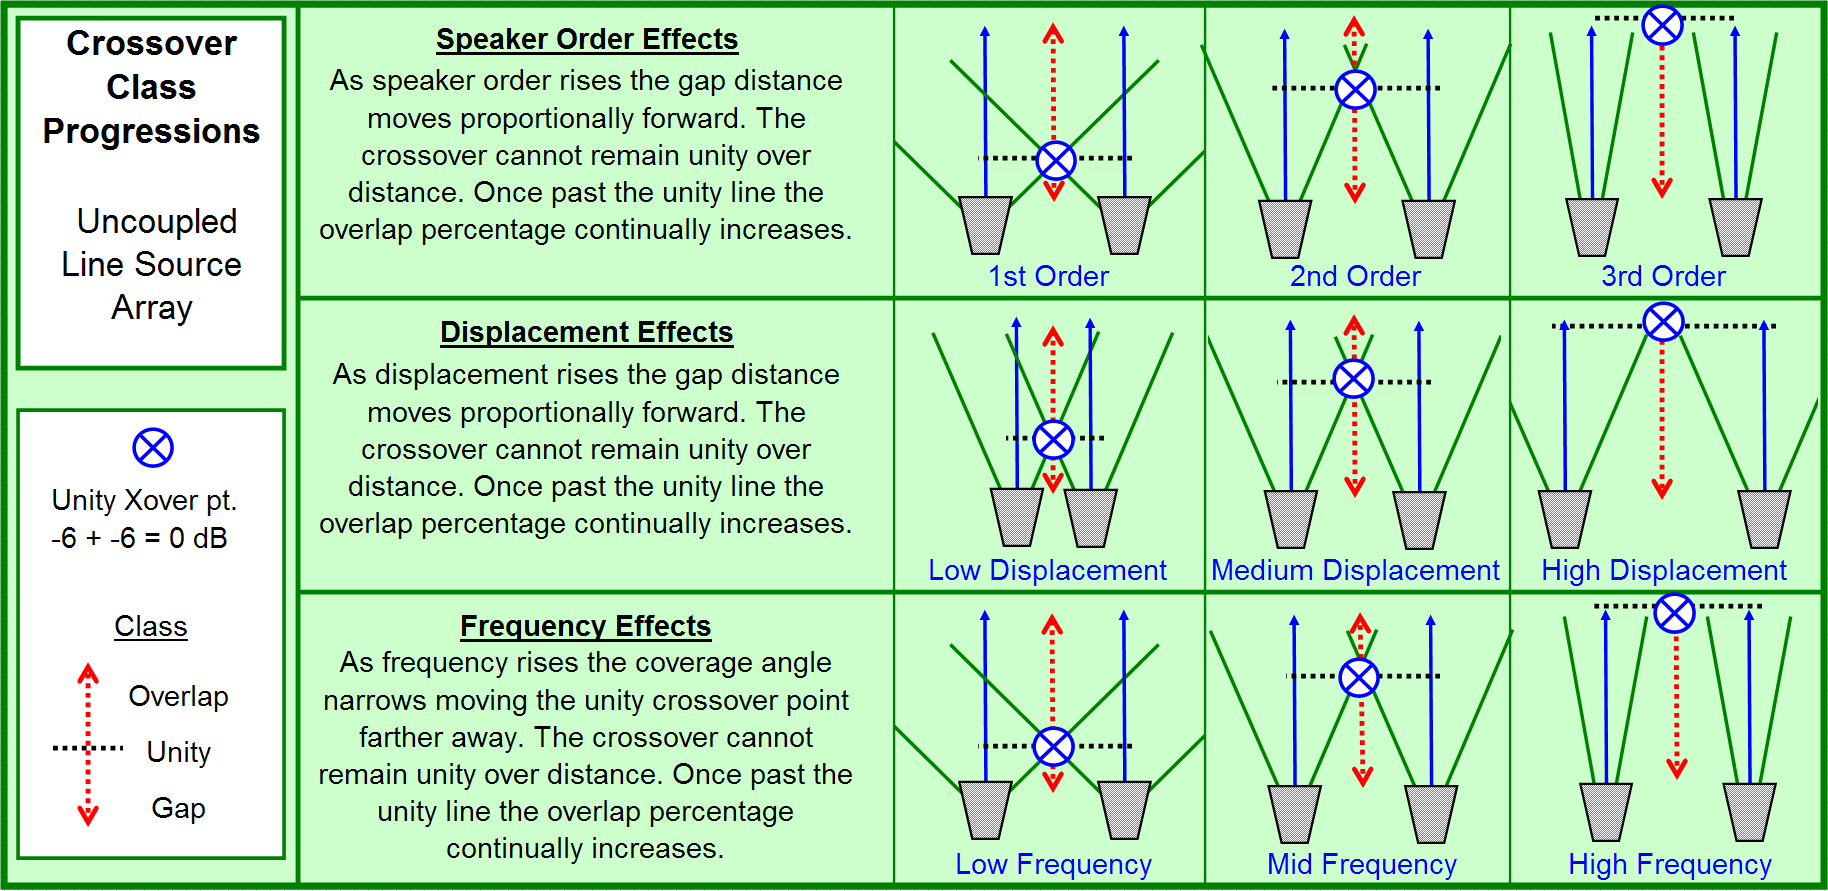 Crossover
Class
Progressions
Uncoupled
Line Source
Array
Unity Xover pt.
-6 + -6 = 0 dB
Class
Overlap
Unity
Gap
Speaker Order Effects
As speaker order rises the gap distance
moves proportionally forward. The
crossover cannot remain unity over
distance. Once past the unity line the
overlap percentage continually increases.
1st Order
2nd Order
3rd Order
Displacement Effects
As displacement rises the gap distance
moves proportionally forward. The
crossover cannot remain unity over
distance. Once past the unity line the
overlap percentage continually increases.
Low Displacement
Medium Displacement
High Displacement
Frequency Effects
As frequency rises the coverage angle
narrows moving the unity crossover point
farther away. The crossover cannot
remain unity over distance. Once past the
unity line the overlap percentage
continually increases.
Low Frequency
Mid Frequency
High Frequency